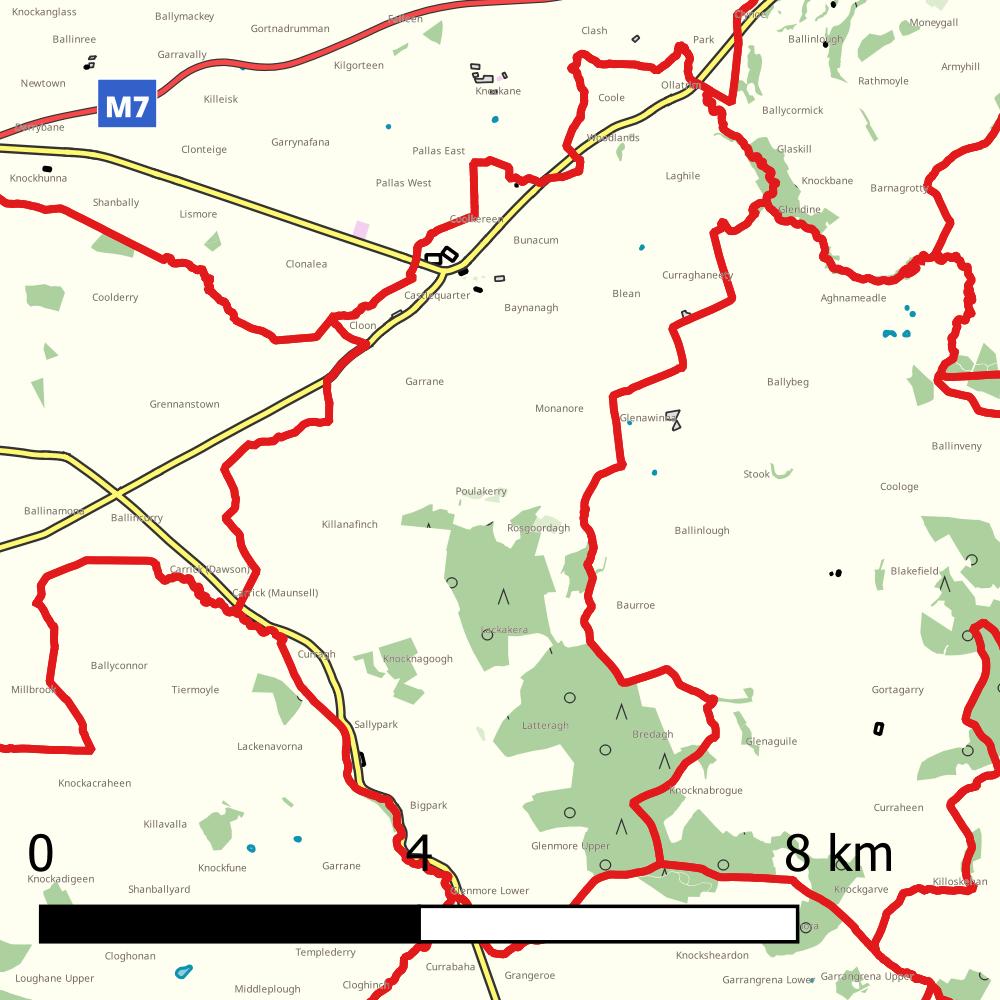 Knockanglass
Ballymackey
Falleen
Moneygall
Gortnadrumman
Clash
Park
Ballinree
Ballinlough
Garravally
Kilgorteen
Armyhill
Newtown
Rathmoyle
Ollatrim
Knockane
Coole
M7
Killeisk
Ballycormick
Derrybane
Woodlands
Garrynafana
Clonteige
Pallas East
Glaskill
Knockhunna
Laghile
Pallas West
Knockbane
Barnagrotty
Shanbally
Lismore
Glendine
Coolkereen
Bunacum
Clonalea
Curraghaneety
Coolderry
Castlequarter
Blean
Aghnameadle
Baynanagh
Cloon
Garrane
Ballybeg
Grennanstown
Monanore
Glenawinna
Ballinveny
Stook
Poulakerry
Coologe
Ballinamona
Ballincurry
Killanafinch
Rosgoordagh
Ballinlough
Carrick (Dawson)
Blakefield
Carrick (Maunsell)
Baurroe
Lackakera
Curragh
Knocknagoogh
Ballyconnor
Millbrook
Tiermoyle
Gortagarry
Sallypark
Latteragh
Bredagh
Glenaguile
Lackenavorna
Knockacraheen
Knocknabrogue
Bigpark
Curraheen
Killavalla
Glenmore Upper
0
4
8 km
Knockfune
Garrane
Knockadigeen
Shanballyard
Glenmore Lower
Knockgarve
Killoskehan
Cloghonan
Templederry
Knocksheardon
Currabaha
Grangeroe
Loughane Upper
Garrangrena Lower
Garrangrena Upper
Middleplough
Cloghinch